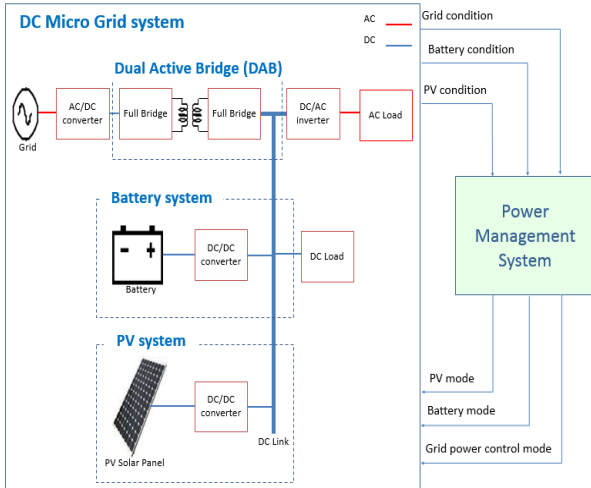 DC Micro Grid system
AC
DC
Grid condition
Battery condition
PV condition
Dual Active Bridge (DAB)
Grid
AC/DC
converter
Full Bridge
Full Bridge
DC/AC
inverter
AC Load
Power
Management
System
Battery system
Battery
DC/DC
converter
DC Load
PV system
PV Solar Panel
DC/DC
converter
DC Link
PV mode
Battery mode
Grid power control mode